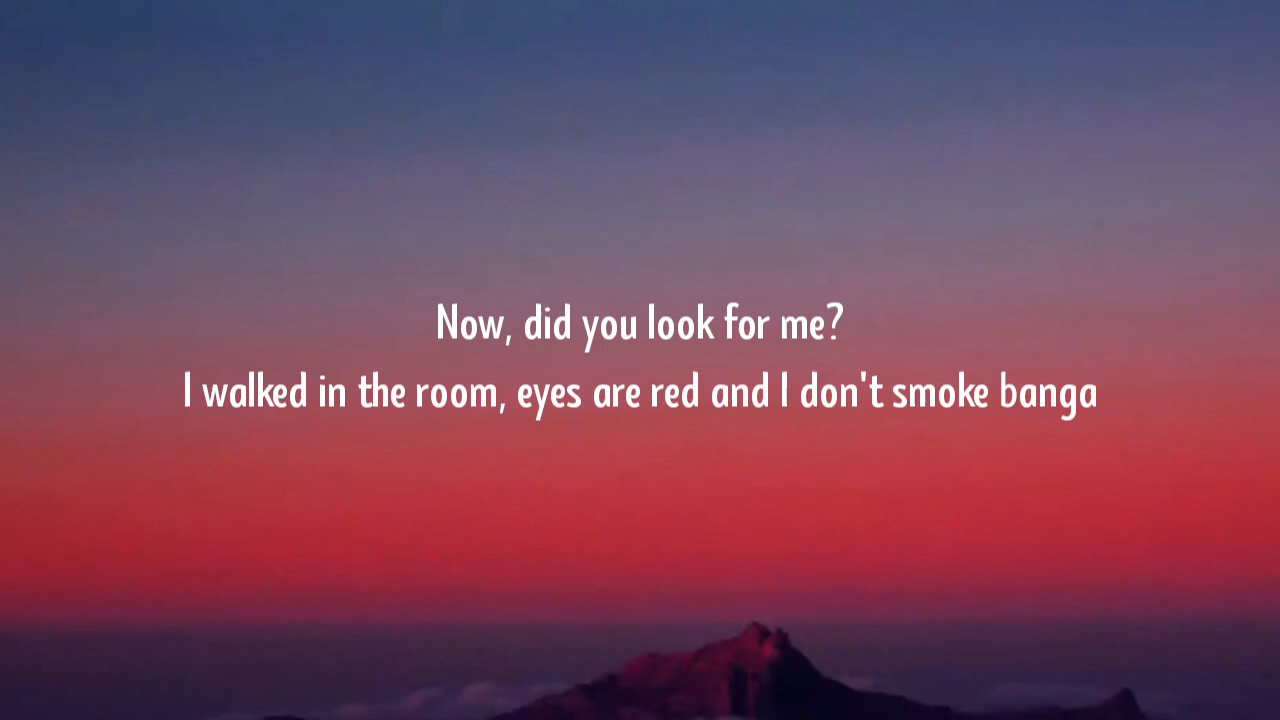 Now, did you look for me?
I walked in the room, eyes are red and I don't smoke banga